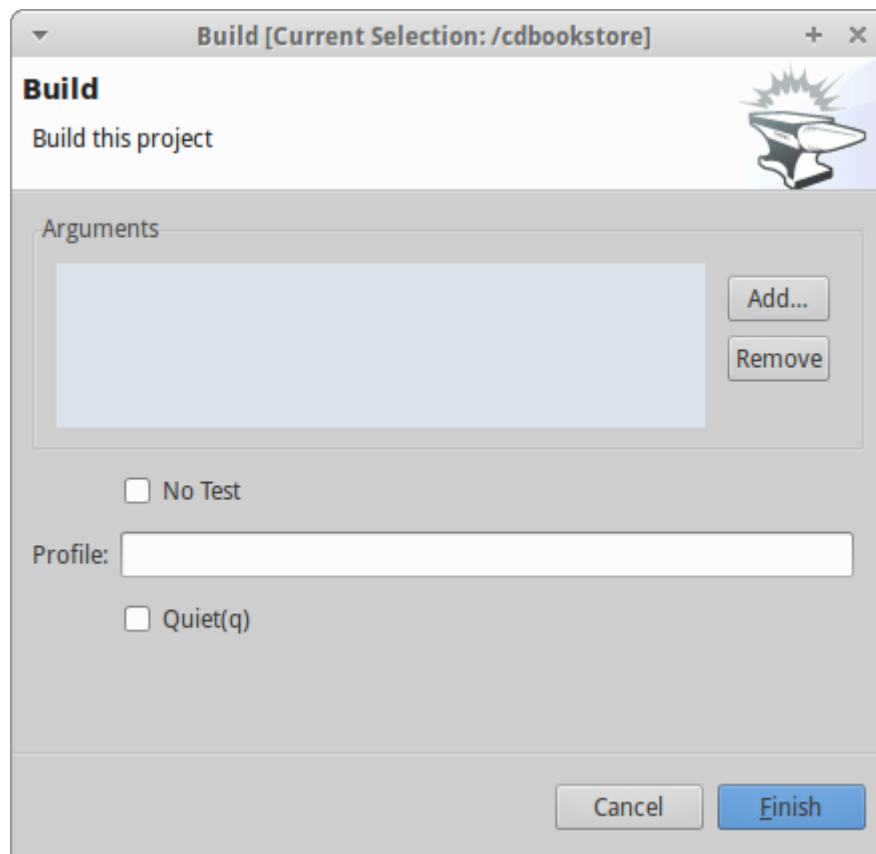 Build [Current Selection: /cdbookstore]
Build
Build this project
Arguments
Add...
Remove
No Test
Profile:
Quiet(q)
Cancel
Finish